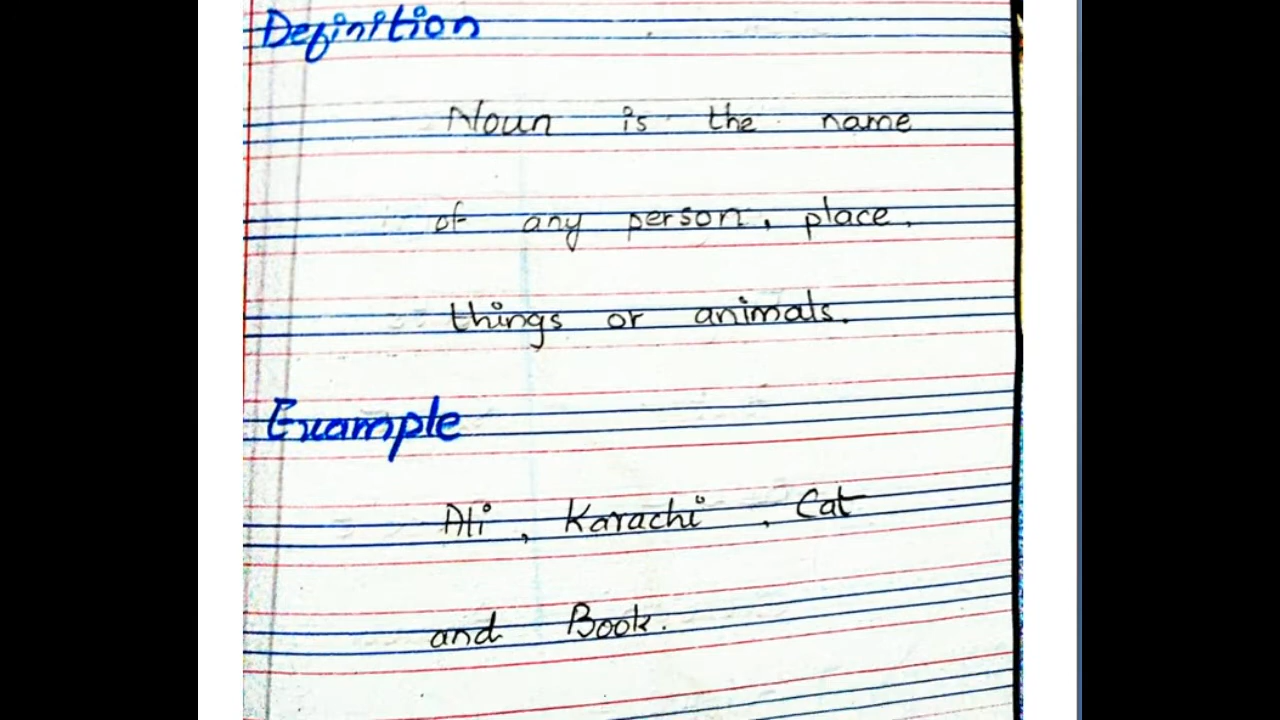 Definition
Noun is the name
of any person, place,
things or animals.
Example
Ali, Karachi, Cat
and Book.